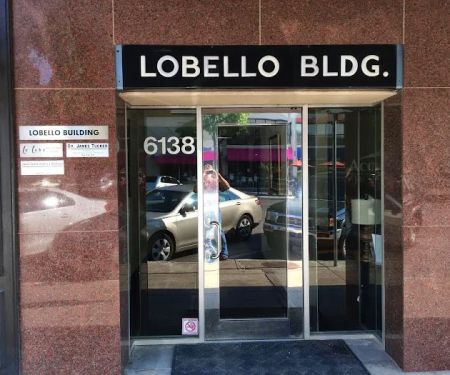 LOBELLO BLDG.
LOBELLO BUILDING
DR. JAMES TUCKER
6138